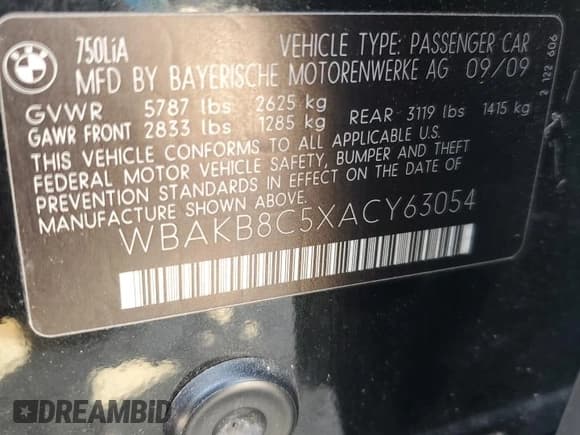 BMW
750LiA VEHICLE TYPE: PASSENGER CAR
MFD BY BAYERISCHE MOTORENWERKE AG 09/09
GVWR 5787 lbs 2625 kg
GAWR FRONT 2833 lbs 1285 kg REAR 3119 lbs 1415 kg
THIS VEHICLE CONFORMS TO ALL APPLICABLE U.S.
FEDERAL MOTOR VEHICLE SAFETY, BUMPER AND THEFT
PREVENTION STANDARDS IN EFFECT ON THE DATE OF
MANUFACTURE SHOWN ABOVE.
WBAKB8C5XACY63054
2 122 606
DREAMBID